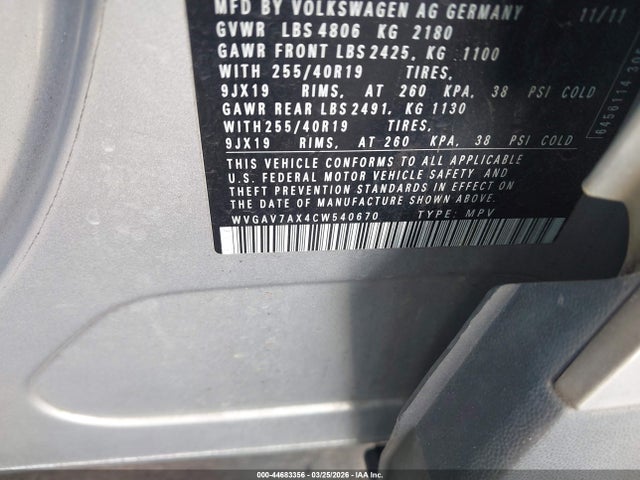 MFD BY VOLKSWAGEN AG GERMANY 11/11
GVWR LBS 4806 KG 2180
GAWR FRONT LBS 2425, KG 1100
WITH 255/40R19 TIRES,
9JX19 RIMS, AT 260 KPA, 38 PSI COLD
GAWR REAR LBS 2491, KG 1130
WITH 255/40R19 TIRES,
9JX19 RIMS, AT 260 KPA, 38 PSI COLD
THIS VEHICLE CONFORMS TO ALL APPLICABLE
U.S. FEDERAL MOTOR VEHICLE SAFETY AND
THEFT PREVENTION STANDARDS IN EFFECT ON
THE DATE OF MANUFACTURE SHOWN ABOVE.
WVGAV7AX4CW540670 TYPE: MPV
000-44683356 | 03/25/2026 | IAA Inc.